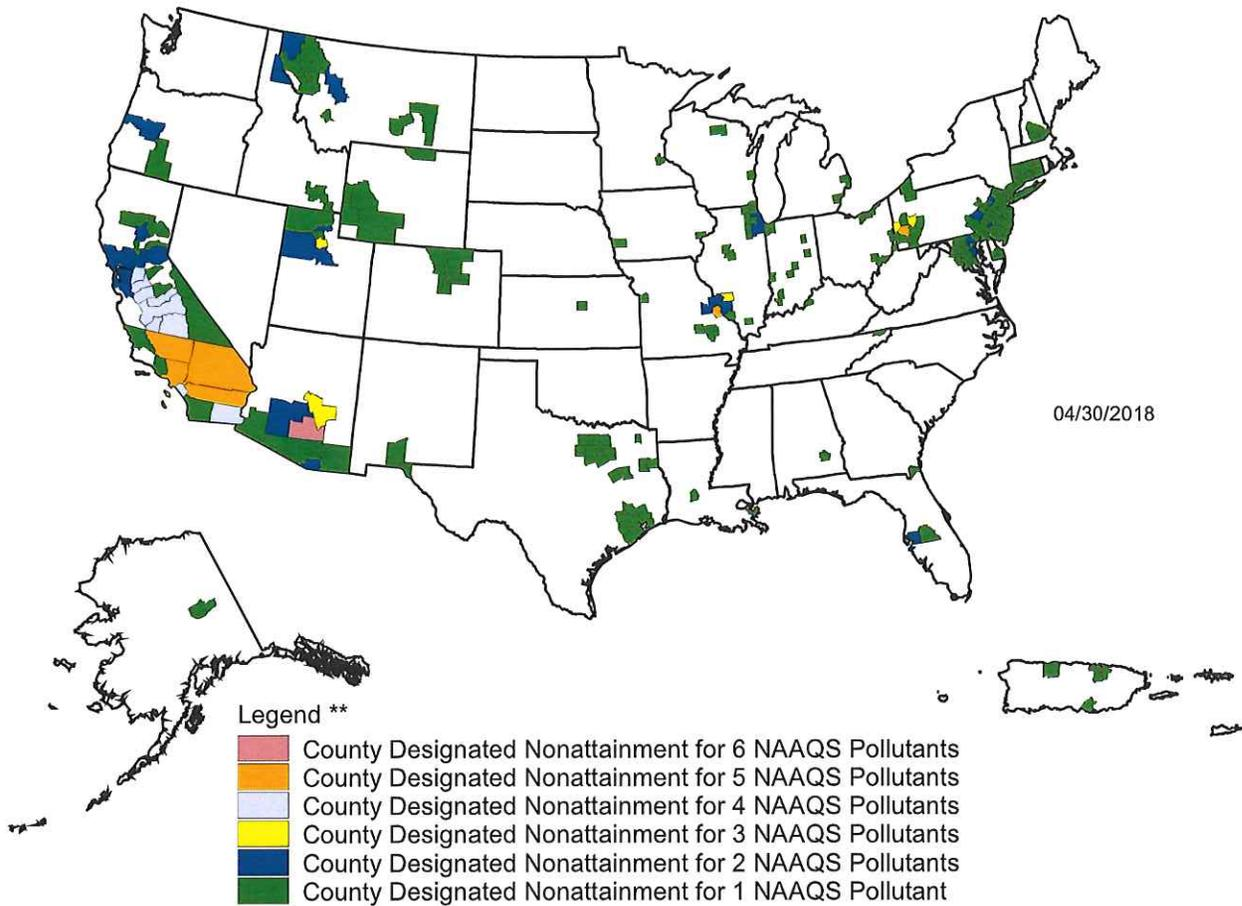 04/30/2018
Legend **
County Designated Nonattainment for 6 NAAQS Pollutants
County Designated Nonattainment for 5 NAAQS Pollutants
County Designated Nonattainment for 4 NAAQS Pollutants
County Designated Nonattainment for 3 NAAQS Pollutants
County Designated Nonattainment for 2 NAAQS Pollutants
County Designated Nonattainment for 1 NAAQS Pollutant